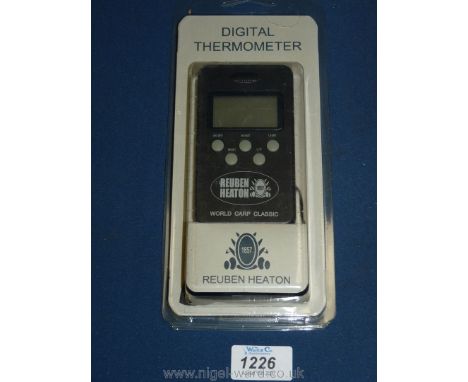 DIGITAL
THERMOMETER
REUBEN
HEATON
WORLD CARP CLASSIC
1857
REUBEN HEATON
1226
www.nigel-ward.co.uk